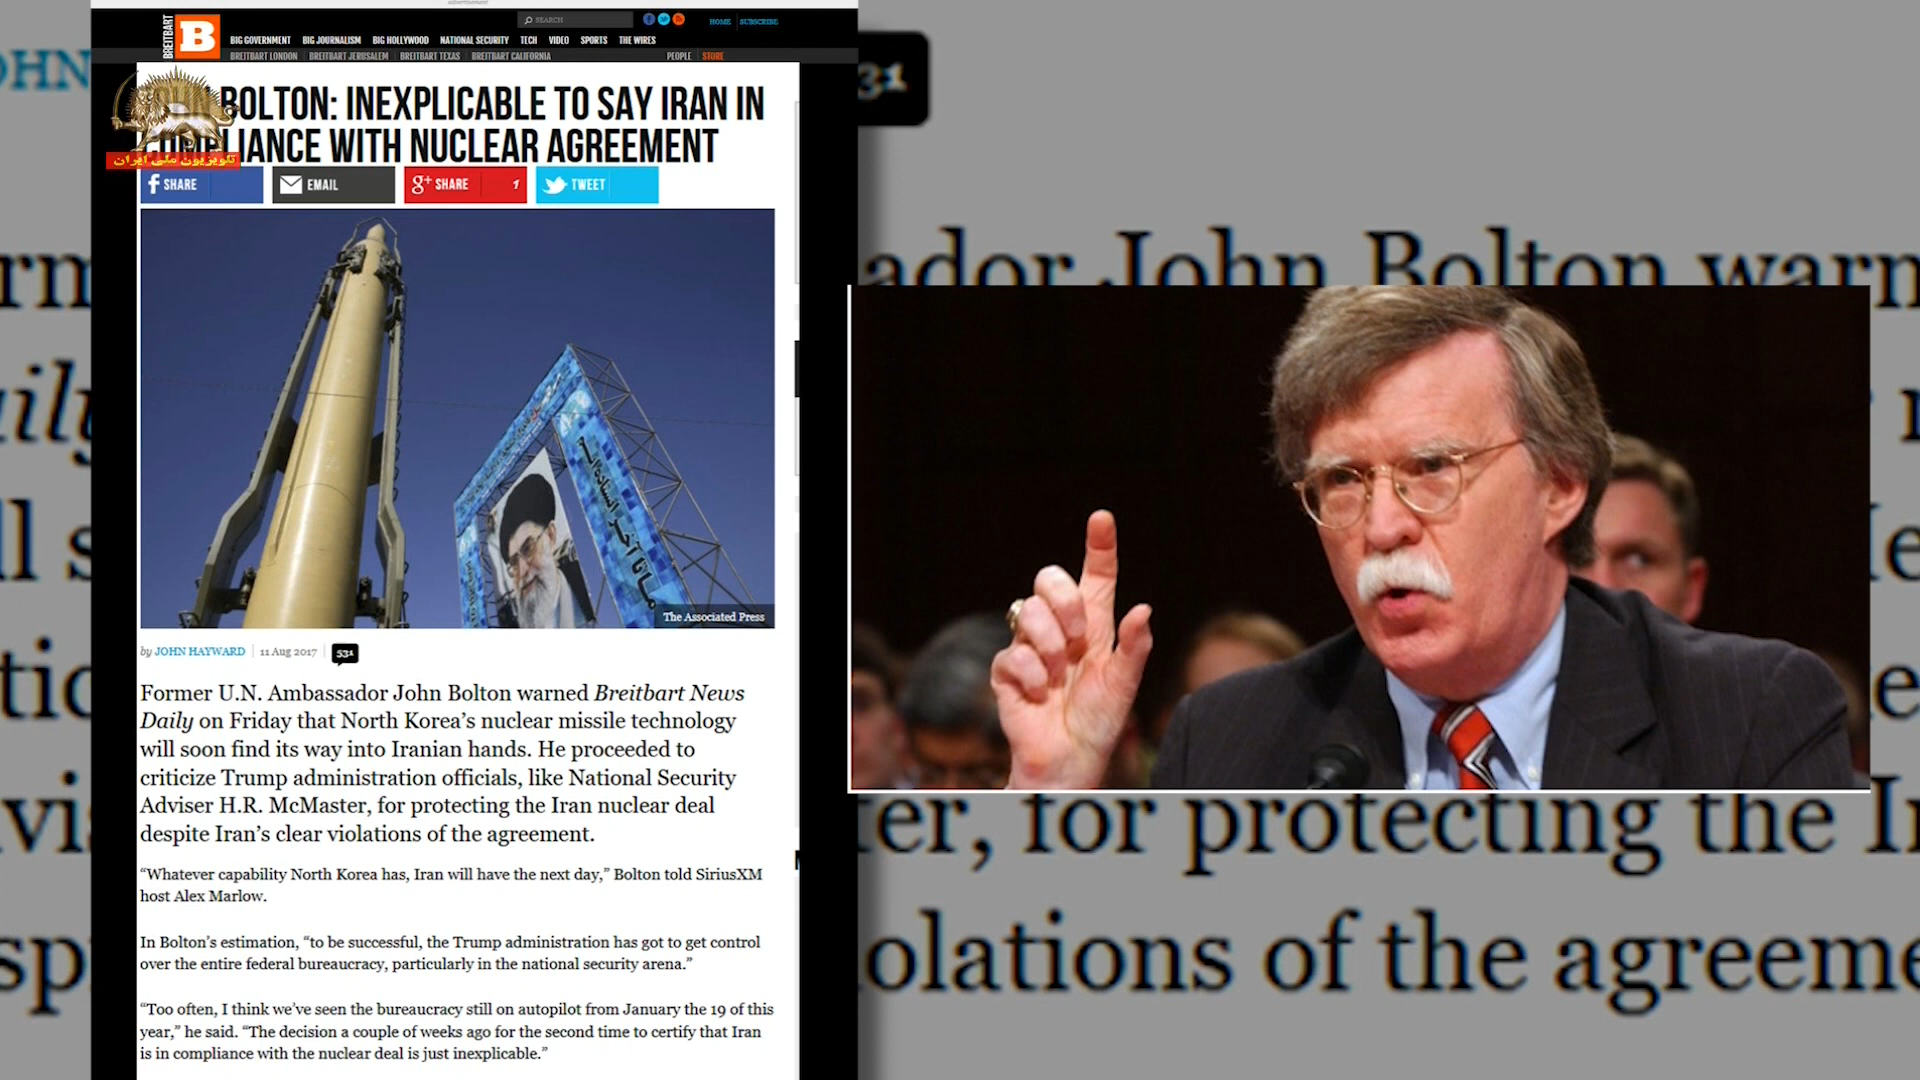 advertisement
BREITBART
B
SEARCH
HOME
SUBSCRIBE
BIG GOVERNMENT BIG JOURNALISM BIG HOLLYWOOD NATIONAL SECURITY TECH VIDEO SPORTS THE WIRES
BREITBART LONDON BREITBART JERUSALEM BREITBART TEXAS BREITBART CALIFORNIA PEOPLE STORE
BOLTON: INEXPLICABLE TO SAY IRAN IN
LIANCE WITH NUCLEAR AGREEMENT
تلویزیون ملی ایران
f SHARE
EMAIL
g+ SHARE 1
TWEET
The Associated Press
by JOHN HAYWARD 11 Aug 2017 531
Former U.N. Ambassador John Bolton warned Breitbart News
Daily on Friday that North Korea's nuclear missile technology
will soon find its way into Iranian hands. He proceeded to
criticize Trump administration officials, like National Security
Adviser H.R. McMaster, for protecting the Iran nuclear deal
despite Iran's clear violations of the agreement.
“Whatever capability North Korea has, Iran will have the next day,” Bolton told SiriusXM
host Alex Marlow.
In Bolton's estimation, “to be successful, the Trump administration has got to get control
over the entire federal bureaucracy, particularly in the national security arena.”
“Too often, I think we've seen the bureaucracy still on autopilot from January the 19 of this
year,” he said. “The decision a couple of weeks ago for the second time to certify that Iran
is in compliance with the nuclear deal is just inexplicable.”
OHN
31
ador John Bolton warn
er, for protecting the I
olations of the agreeme